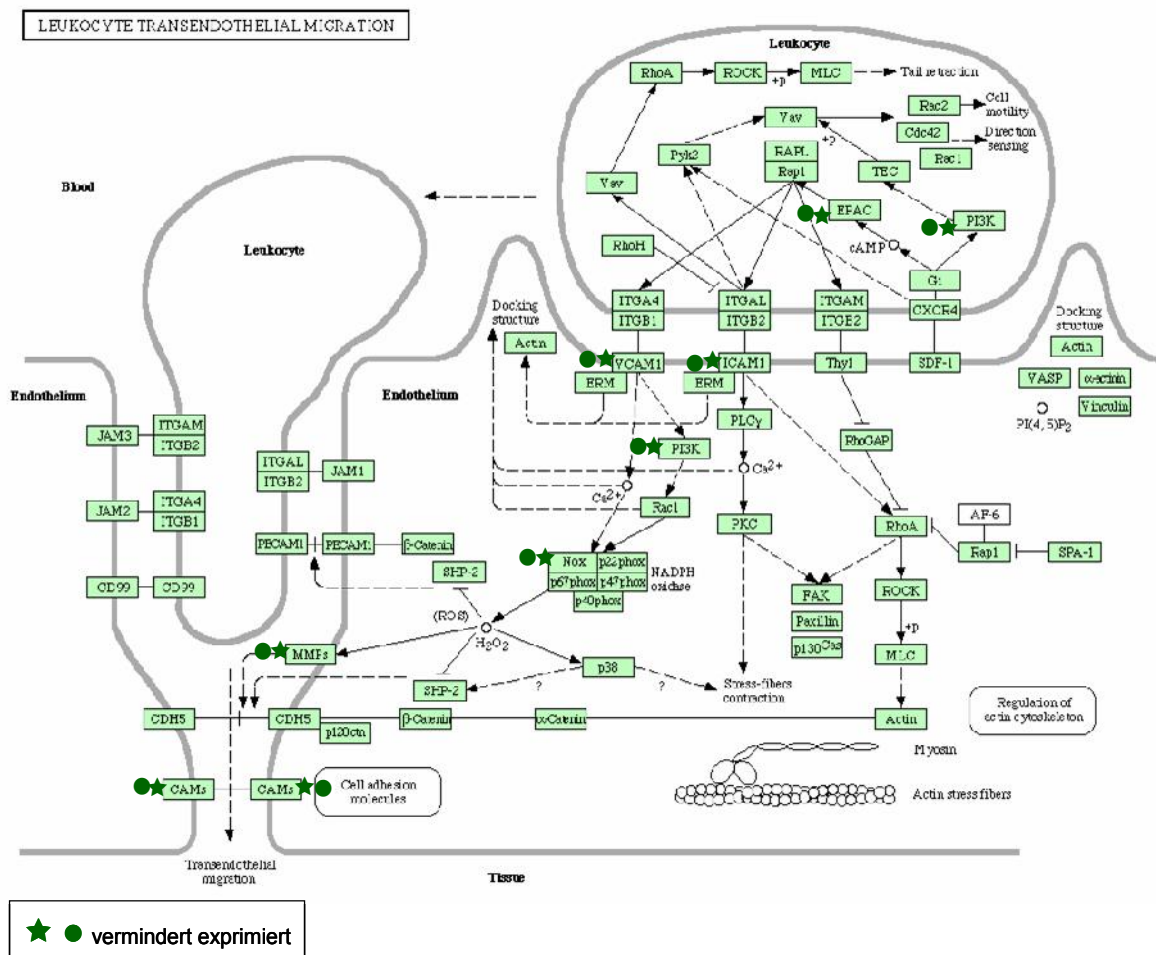 LEUKOCYTE TRANSENDOTHELIAL MIGRATION
Leukocyte
RhoA
ROCK
+p
MLC
Tail retraction
Vav
+p
Rac2
Cell
motility
Cdc42
Direction
sensing
Rac1
Pyk2
RAPL
Rap1
TEC
Vav
Blood
EPAC
PI3K
RhoH
cAMP
Gi
Leukocyte
ITGA4
ITGB1
ITGAL
ITGB2
ITGAM
ITGB2
CXCR4
Docking
structure
Actin
Docking
structure
Actin
VCAM1
ERM
ICAM1
ERM
Thy1
SDF-1
VASP
α-actinin
Vinculin
PI(4,5)P2
Endothelium
Endothelium
JAM3
ITGAM
ITGB2
PLCγ
RhoGAP
PI3K
ITGAL
ITGB2
JAM1
Ca2+
Ca2+
JAM2
ITGA4
ITGB1
Rac1
PKC
RhoA
AF-6
Rap1
SPA-1
PECAM1
PECAM1
β-Catenin
CD99
CD99
SHP-2
Nox
p22phox
p67phox
p47phox
p40phox
NADPH
oxidase
FAK
Paxillin
p130Cas
ROCK
+p
(ROS)
H2O2
MMPs
MLC
SHP-2
?
p38
?
Stress-fibers
contraction
CDH5
CDH5
p120ctn
β-Catenin
α-Catenin
Actin
Regulation of
actin cytoskeleton
Myosin
CAMs
CAMs
Cell adhesion
molecules
Actin stress fibers
Transendothelial
migration
Tissue
vermindert exprimiert